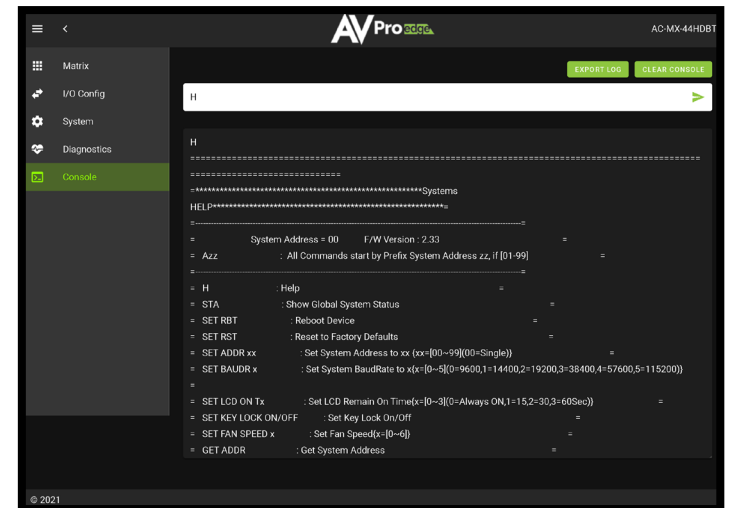 AVPro edge
AC-MX-44HDBT
Matrix
I/O Config
System
Diagnostics
Console
EXPORT LOG
CLEAR CONSOLE
H
H
=================================================================================================
=============================
=********************************************************Systems
HELP*********************************************************=
=--------------------------------------------------------------------------------------------------------------=
= System Address = 00 F/W Version : 2.33 =
= Azz : All Commands start by Prefix System Address zz, if [01-99] =
=--------------------------------------------------------------------------------------------------------------=
= H : Help =
= STA : Show Global System Status =
= SET RBT : Reboot Device =
= SET RST : Reset to Factory Defaults =
= SET ADDR xx : Set System Address to xx {xx=[00~99](00=Single)} =
= SET BAUDR x : Set System BaudRate to x{x=[0~5](0=9600,1=14400,2=19200,3=38400,4=57600,5=115200)}
=
= SET LCD ON Tx : Set LCD Remain On Time{x=[0~3](0=Always ON,1=15,2=30,3=60Sec)} =
= SET KEY LOCK ON/OFF : Set Key Lock On/Off =
= SET FAN SPEED x : Set Fan Speed{x=[0~6]} =
= GET ADDR : Get System Address =
© 2021